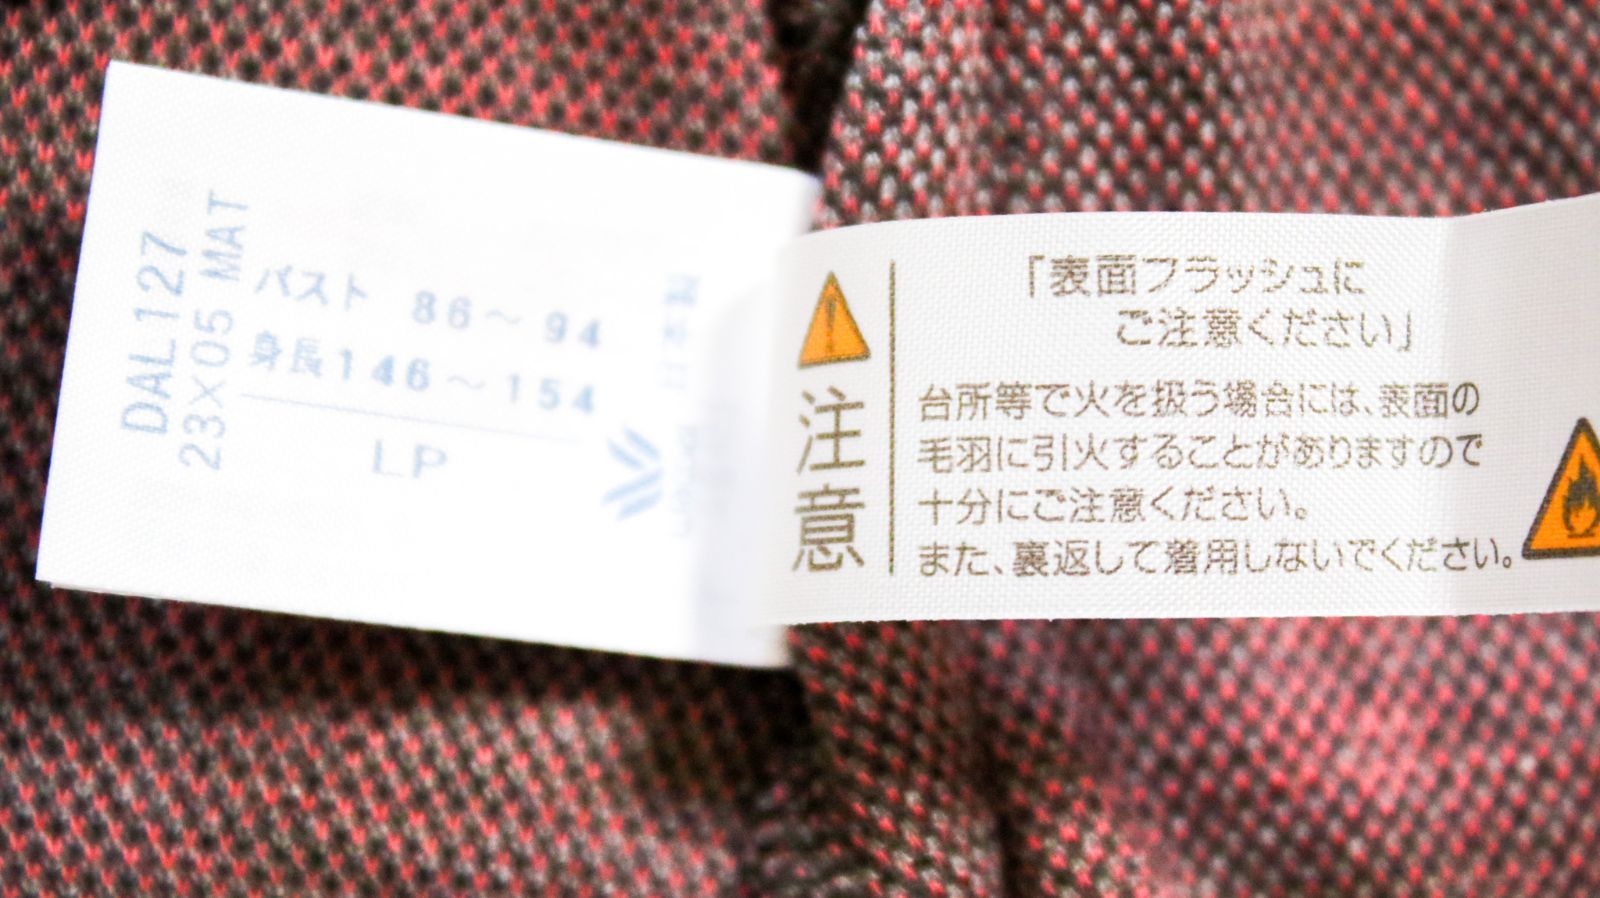 DAL127
23×05 MAT
バスト 86～94
身長146～154
LP
日本製
注意
「表面フラッシュに
ご注意ください」
台所等で火を扱う場合には、表面の
毛羽に引火することがありますので
十分にご注意ください。
また、裏返して着用しないでください。